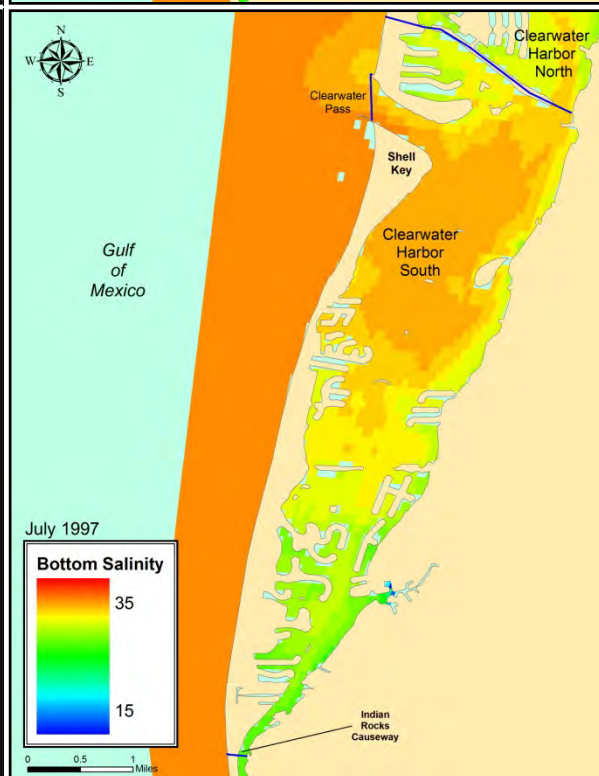 N
W
E
S
Clearwater
Harbor
North
Clearwater
Pass
Shell
Key
Clearwater
Harbor
South
Gulf
of
Mexico
July 1997
Bottom Salinity
35
15
Indian
Rocks
Causeway
0 0.5 1
Miles